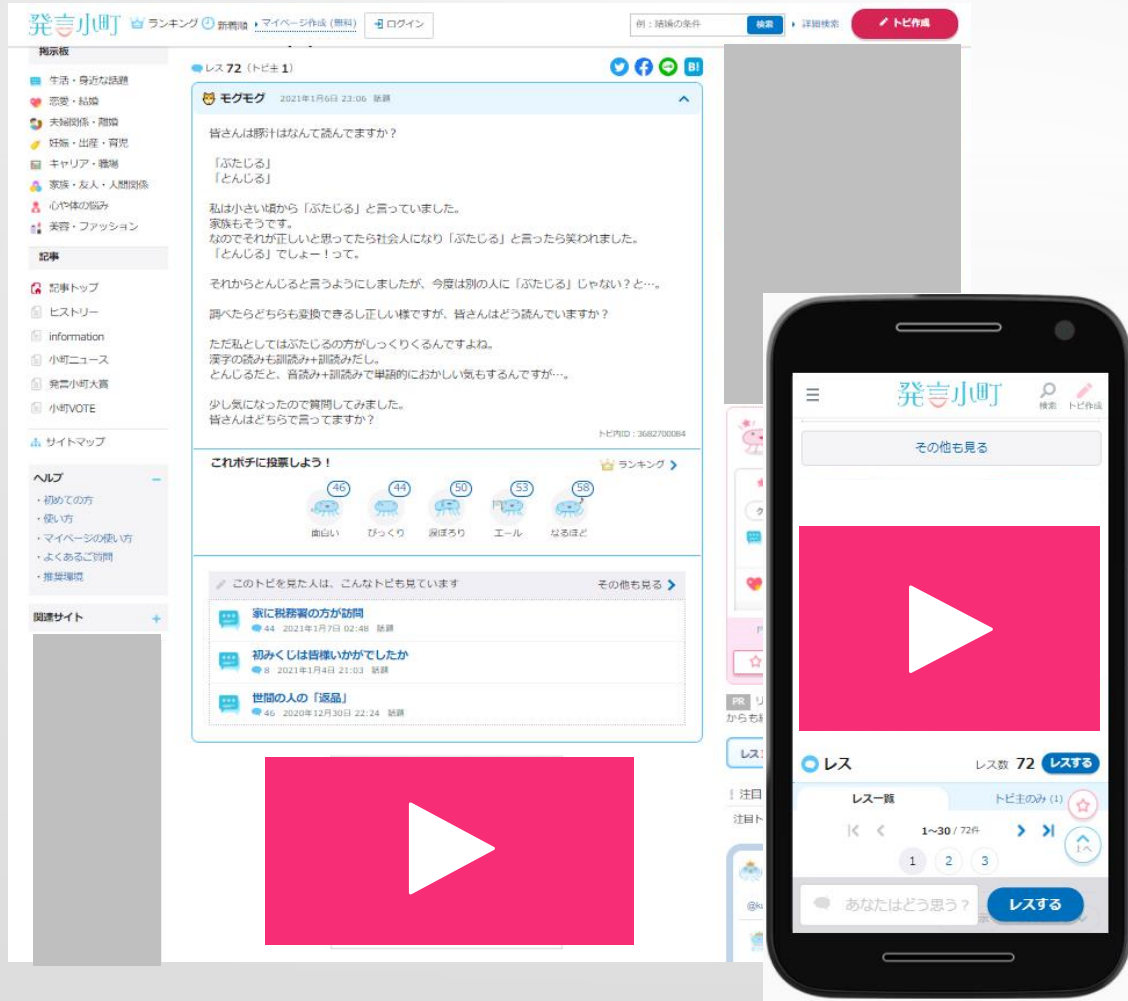 発言小町
ランキング
新着順
マイページ作成 (無料)
ログイン
例：結婚の条件
検索
詳細検索
トピ作成
掲示板
生活・身近な話題
恋愛・結婚
夫婦関係・離婚
妊娠・出産・育児
キャリア・職場
家族・友人・人間関係
心や体の悩み
美容・ファッション
記事
記事トップ
ヒストリー
information
小町ニュース
発言小町大賞
小町VOTE
サイトマップ
ヘルプ
・初めての方
・使い方
・マイページの使い方
・よくあるご質問
・推奨環境
関連サイト
レス 72 (トピ主 1)
B!
モグモグ 2021年1月6日 23:06 話題
皆さんは豚汁はなんて読んでますか？
「ぶたじる」
「とんじる」
私は小さい頃から「ぶたじる」と言っていました。
家族もそうです。
なのでそれが正しいと思ってたら社会人になり「ぶたじる」と言ったら笑われました。
「とんじる」でしょー！って。
それからとんじると言うようにしましたが、今度は別の人に「ぶたじる」じゃない？と…。
調べたらどちらも変換できるし正しい様ですが、皆さんはどう読んでいますか？
ただ私としてはぶたじるの方がしっくりくるんですよね。
漢字の読みも訓読み+訓読みだし。
とんじるだと、音読み+訓読みで単語的におかしい気もするんですが…。
少し気になったので質問してみました。
皆さんはどちらで言ってますか？
トピ内ID：3682700084
これポチに投票しよう！
ランキング
46 44 50 53 58
面白い びっくり 涙ぽろり エール なるほど
このトピを見た人は、こんなトピも見ています
その他も見る
家に税務署の方が訪問
44 2021年1月7日 02:48 話題
初みくじは皆様いかがでしたか
8 2021年1月4日 21:03 話題
世間の人の「返品」
46 2020年12月30日 22:24 話題
PR
からも
レス
注目
注目ト
発言小町
検索
トピ作成
その他も見る
レス
レス数 72 レスする
レス一覧
トピ主のみ (1)
1～30 / 72件
1 2 3
あなたはどう思う？
レスする